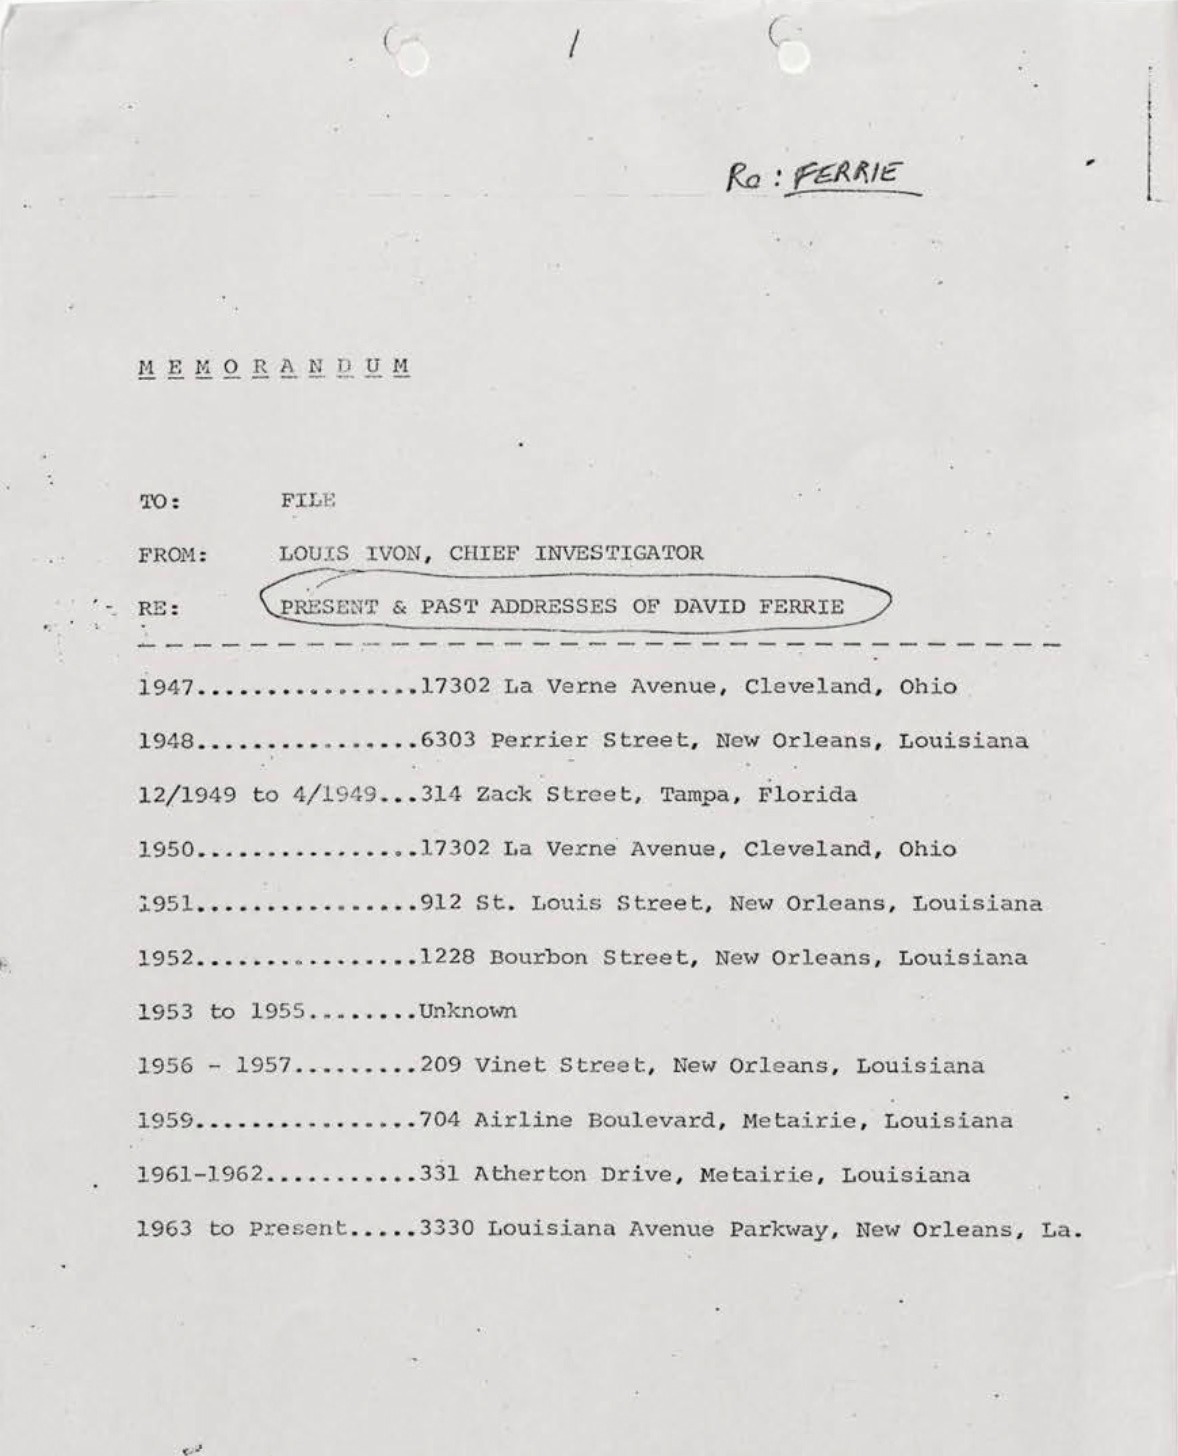 /
Re: FERRIE
M E M O R A N D U M
TO: FILE
FROM: LOUIS IVON, CHIEF INVESTIGATOR
RE: PRESENT & PAST ADDRESSES OF DAVID FERRIE
- - - - - - - - - - - - - - - - - - - - - - - - - - - - - - - - -
1947................17302 La Verne Avenue, Cleveland, Ohio
1948................6303 Perrier Street, New Orleans, Louisiana
12/1949 to 4/1949...314 Zack Street, Tampa, Florida
1950................17302 La Verne Avenue, Cleveland, Ohio
1951................912 St. Louis Street, New Orleans, Louisiana
1952................1228 Bourbon Street, New Orleans, Louisiana
1953 to 1955........Unknown
1956 - 1957.........209 Vinet Street, New Orleans, Louisiana
1959................704 Airline Boulevard, Metairie, Louisiana
1961-1962...........331 Atherton Drive, Metairie, Louisiana
1963 to Present.....3330 Louisiana Avenue Parkway, New Orleans, La.